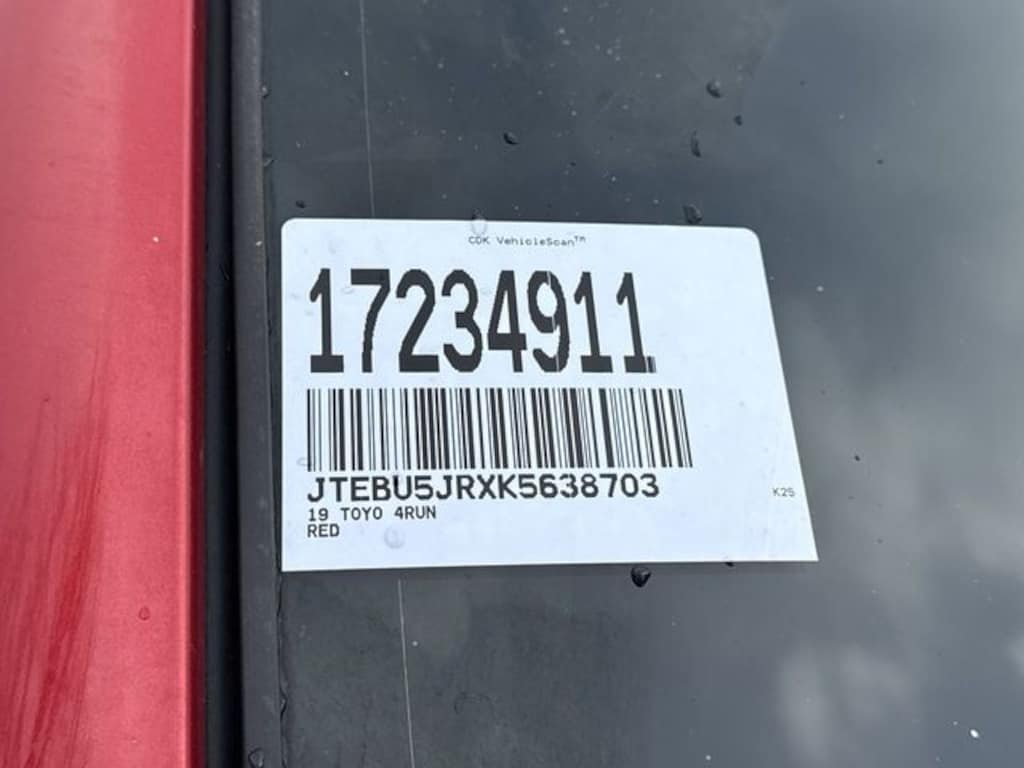 CDK VehicleScan™
17234911
JTEBU5JRXK5638703
19 TOYO 4RUN
K25
RED